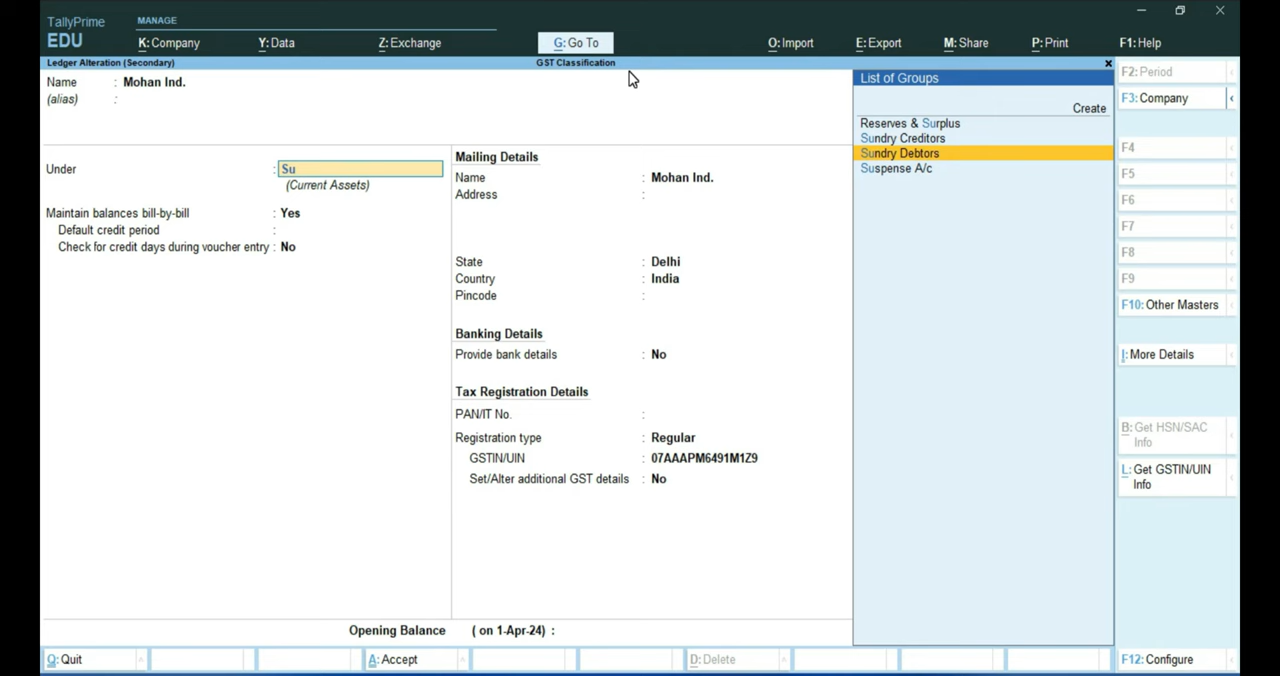 TallyPrime
EDU
MANAGE
K: Company
Y: Data
Z: Exchange
G: Go To
O: Import
E: Export
M: Share
P: Print
F1: Help
Ledger Alteration (Secondary)
GST Classification
Name : Mohan Ind.
(alias) :
Under : Su
(Current Assets)
Maintain balances bill-by-bill : Yes
Default credit period :
Check for credit days during voucher entry : No
Mailing Details
Name : Mohan Ind.
Address :
State : Delhi
Country : India
Pincode :
Banking Details
Provide bank details : No
Tax Registration Details
PAN/IT No. :
Registration type : Regular
GSTIN/UIN : 07AAAPM6491M1Z9
Set/Alter additional GST details : No
Opening Balance ( on 1-Apr-24) :
List of Groups
Create
Reserves & Surplus
Sundry Creditors
Sundry Debtors
Suspense A/c
F2: Period
F3: Company
F4
F5
F6
F7
F8
F9
F10: Other Masters
I: More Details
B: Get HSN/SAC
Info
L: Get GSTIN/UIN
Info
Q: Quit
A: Accept
D: Delete
F12: Configure